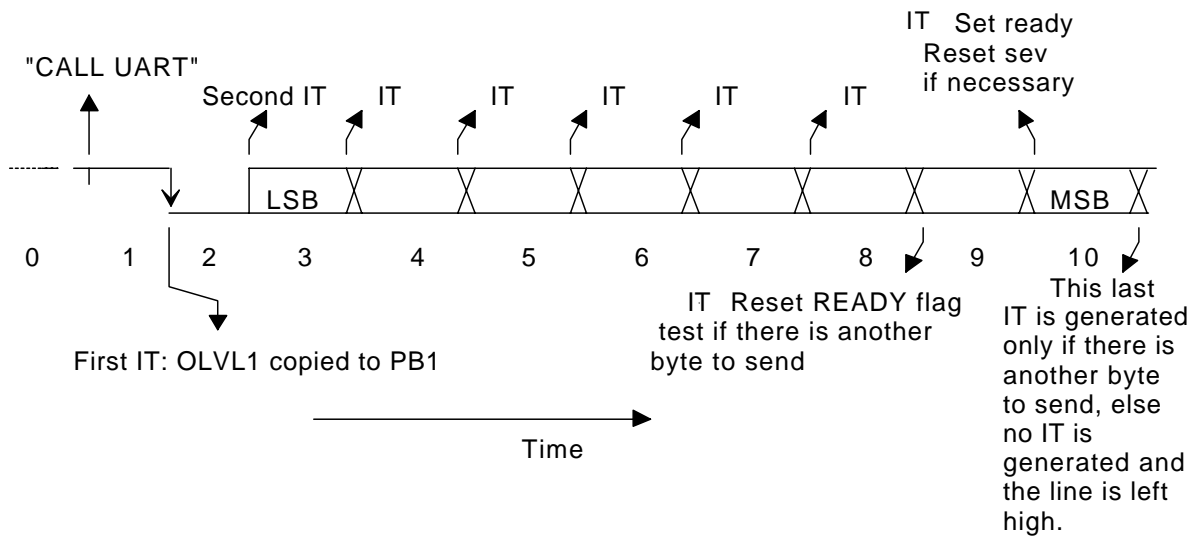 IT Set ready
Reset sev
if necessary
"CALL UART"
Second IT IT IT IT IT IT
LSB MSB
0 1 2 3 4 5 6 7 8 9 10
IT Reset READY flag
test if there is another
byte to send
This last
IT is generated
only if there is
another byte
to send, else
no IT is
generated and
the line is left
high.
First IT: OLVL1 copied to PB1
Time